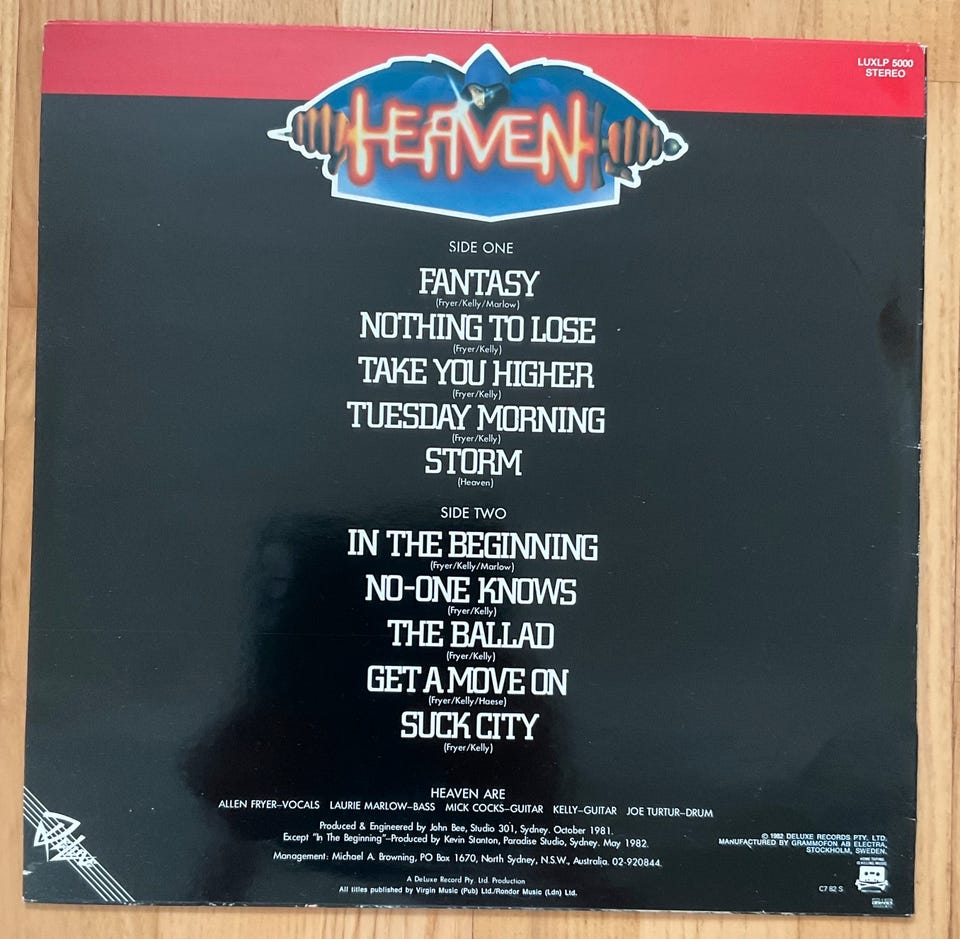 LUXLP 5000
STEREO
HEAVEN
SIDE ONE
FANTASY
(Fryer/Kelly/Marlow)
NOTHING TO LOSE
(Fryer/Kelly)
TAKE YOU HIGHER
(Fryer/Kelly)
TUESDAY MORNING
(Fryer/Kelly)
STORM
(Heaven)
SIDE TWO
IN THE BEGINNING
(Fryer/Kelly/Marlow)
NO-ONE KNOWS
(Fryer/Kelly)
THE BALLAD
(Fryer/Kelly)
GET A MOVE ON
(Fryer/Kelly/Haese)
SUCK CITY
(Fryer/Kelly)
HEAVEN ARE
ALLEN FRYER–VOCALS LAURIE MARLOW–BASS MICK COCKS–GUITAR KELLY–GUITAR JOE TURTUR–DRUM
Produced & Engineered by John Bee, Studio 301, Sydney. October 1981.
Except "In The Beginning"–Produced by Kevin Stanton, Paradise Studio, Sydney. May 1982.
Management: Michael A. Browning, PO Box 1670, North Sydney, N.S.W., Australia. 02-920844.
A DeLuxe Record Pty. Ltd. Production
All titles published by Virgin Music (Pub) Ltd./Rondor Music (Ldn) Ltd.
© 1982 DELUXE RECORDS PTY. LTD.
MANUFACTURED BY GRAMMOFON AB ELECTRA,
STOCKHOLM, SWEDEN.
HOME TAPING
IS KILLING MUSIC
C7 82 S